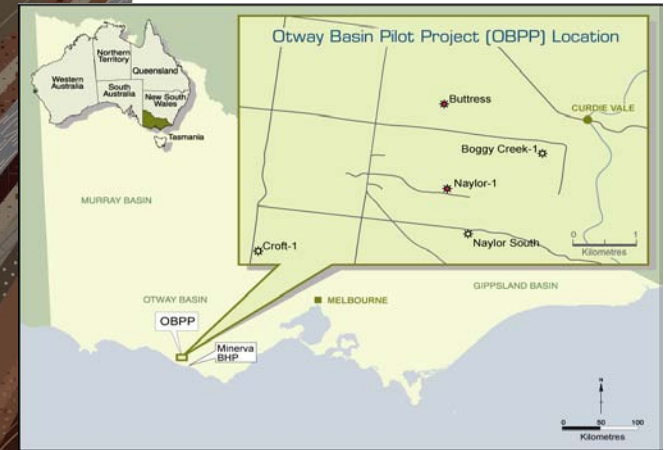 Otway Basin Pilot Project (OBPP) Location
Northern
Territory
Western
Australia
Queensland
South
Australia
New South
Wales
Tasmania
Buttress
CURDIE VALE
Boggy Creek-1
Naylor-1
Naylor South
Croft-1
0 1
Kilometres
MURRAY BASIN
OTWAY BASIN
MELBOURNE
GIPPSLAND BASIN
OBPP
Minerva
BHP
N
0 50 100
Kilometres